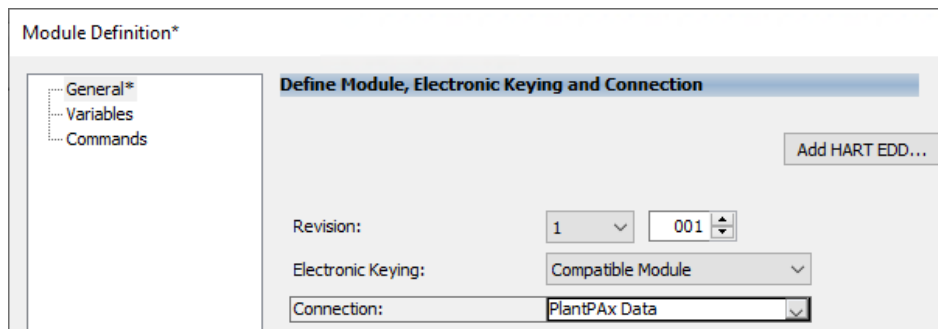 Module Definition*
General*
Variables
Commands
Define Module, Electronic Keying and Connection
Add HART EDD...
Revision: 1 001
Electronic Keying: Compatible Module
Connection: PlantPAx Data